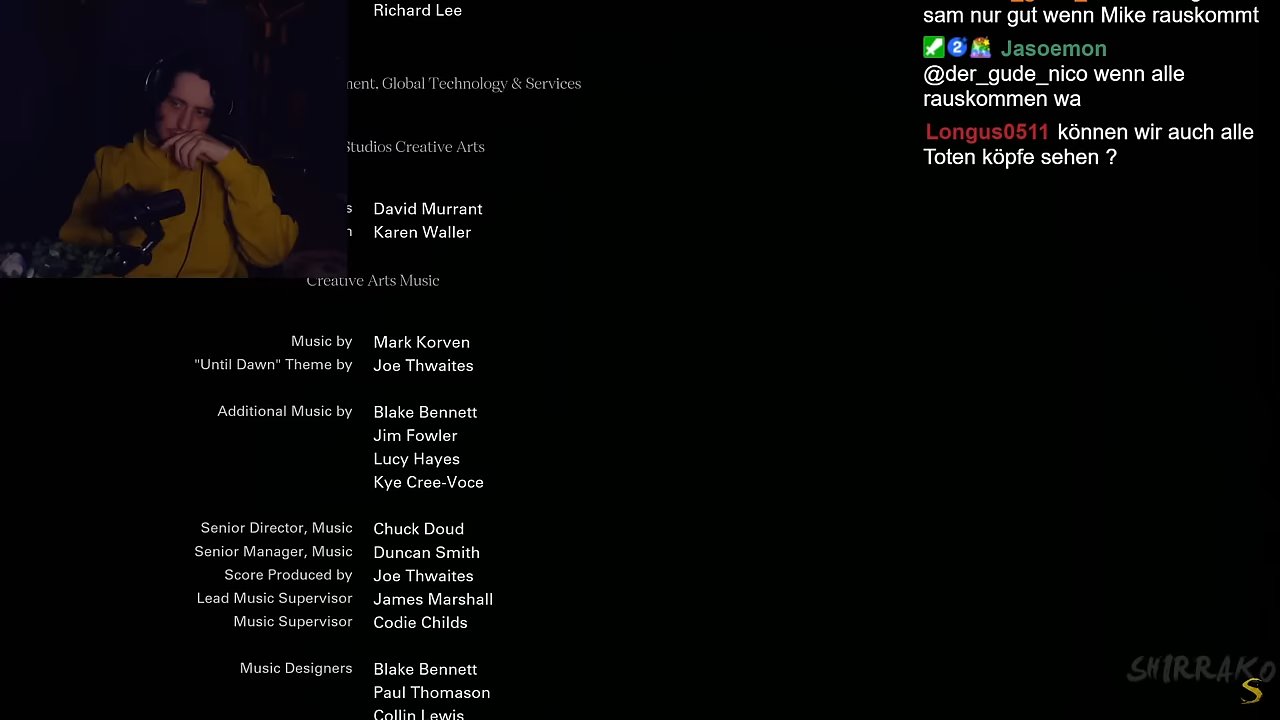 Richard Lee
ment, Global Technology & Services
Studios Creative Arts
s David Murrant
n Karen Waller
Creative Arts Music
Music by Mark Korven
"Until Dawn" Theme by Joe Thwaites
Additional Music by Blake Bennett
Jim Fowler
Lucy Hayes
Kye Cree-Voce
Senior Director, Music Chuck Doud
Senior Manager, Music Duncan Smith
Score Produced by Joe Thwaites
Lead Music Supervisor James Marshall
Music Supervisor Codie Childs
Music Designers Blake Bennett
Paul Thomason
Collin Lewis
sam nur gut wenn Mike rauskommt
2 Jasoemon
@der_gude_nico wenn alle
rauskommen wa
Longus0511 können wir auch alle
Toten köpfe sehen ?
SHIRRAKO
S